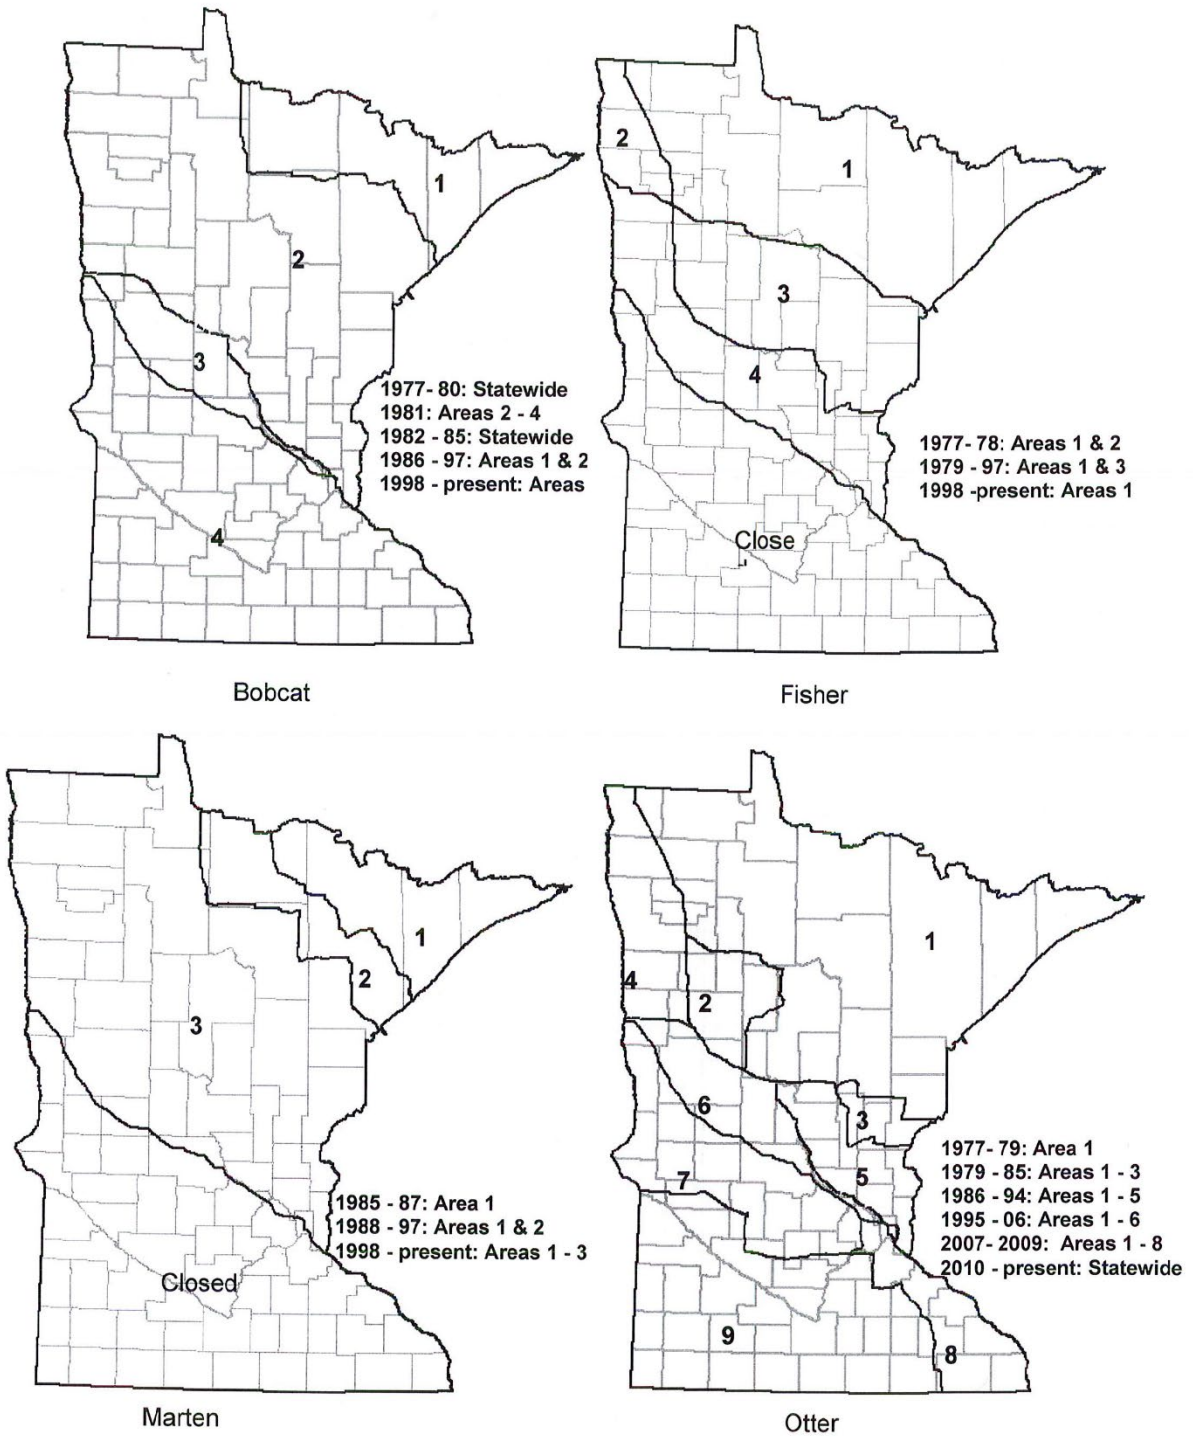 1
2
3
1977- 80: Statewide
1981: Areas 2 - 4
1982 - 85: Statewide
1986 - 97: Areas 1 & 2
1998 - present: Areas
4
Bobcat
2
1
3
4
1977- 78: Areas 1 & 2
1979 - 97: Areas 1 & 3
1998 -present: Areas 1
Close
Fisher
1
2
3
1985 - 87: Area 1
1988 - 97: Areas 1 & 2
1998 - present: Areas 1 - 3
Closed
Marten
1
4
2
6
3
5
7
1977- 79: Area 1
1979 - 85: Areas 1 - 3
1986 - 94: Areas 1 - 5
1995 - 06: Areas 1 - 6
2007- 2009: Areas 1 - 8
2010 - present: Statewide
9
8
Otter